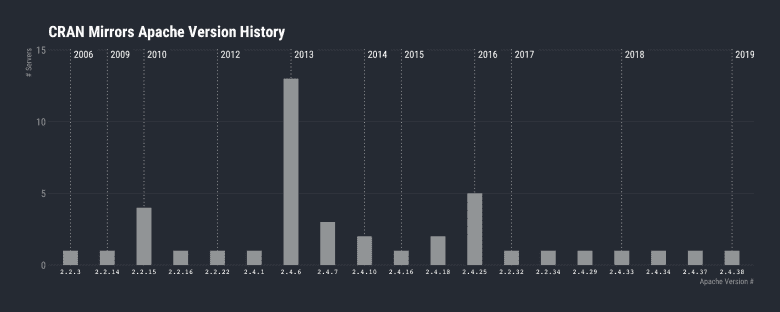 CRAN Mirrors Apache Version History
# Servers
15
10
5
0
2006 2009 2010 2012 2013 2014 2015 2016 2017 2018 2019
2.2.3 2.2.14 2.2.15 2.2.16 2.2.22 2.4.1 2.4.6 2.4.7 2.4.10 2.4.16 2.4.18 2.4.25 2.2.32 2.2.34 2.4.29 2.4.33 2.4.34 2.4.37 2.4.38
Apache Version #